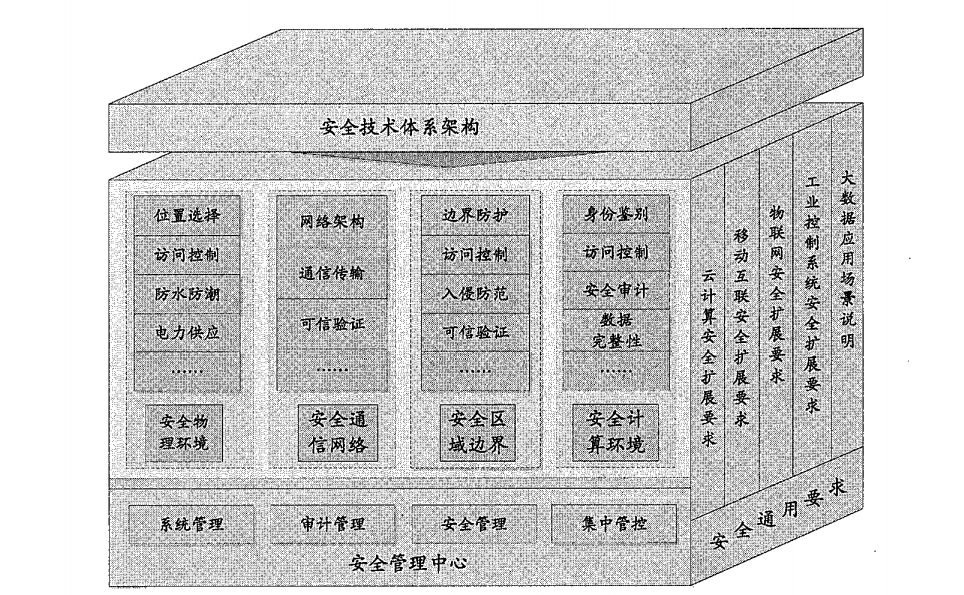 安全技术体系架构
位置选择
访问控制
防水防潮
电力供应
……
安全物
理环境
网络架构
通信传输
可信验证
……
安全通
信网络
边界防护
访问控制
入侵防范
可信验证
……
安全区
域边界
身份鉴别
访问控制
安全审计
数据
完整性
……
安全计
算环境
系统管理
审计管理
安全管理
集中管控
安全管理中心
云计算安全扩展要求
移动互联安全扩展要求
物联网安全扩展要求
工业控制系统安全扩展要求
大数据应用场景说明
安全通用要求